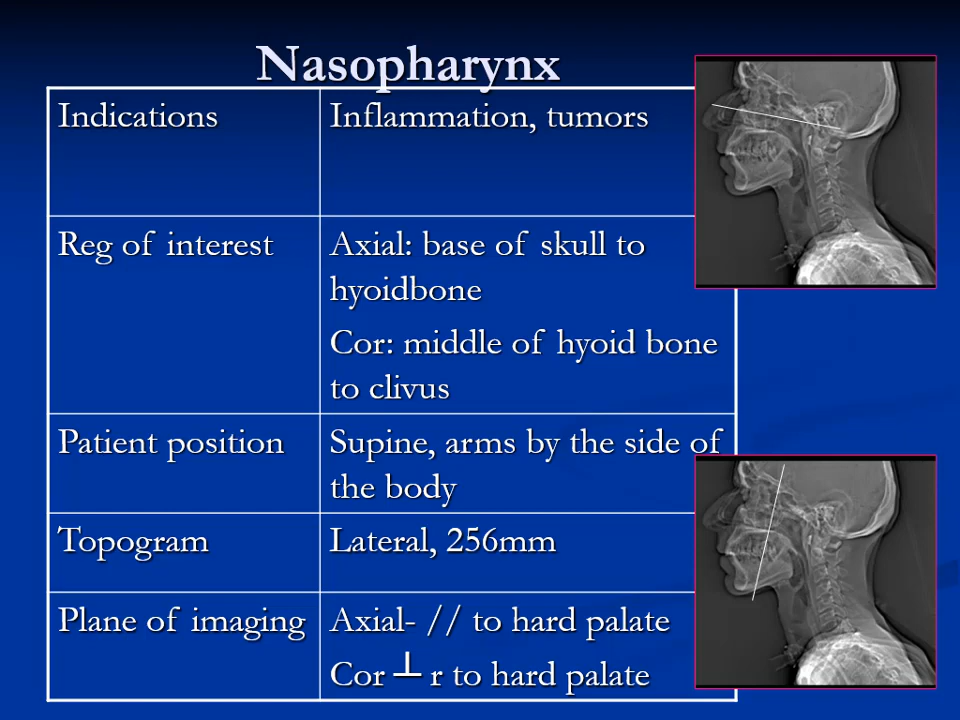 Nasopharynx
Indications
Inflammation, tumors
Reg of interest
Axial: base of skull to
hyoidbone
Cor: middle of hyoid bone
to clivus
Patient position
Supine, arms by the side of
the body
Topogram
Lateral, 256mm
Plane of imaging
Axial- // to hard palate
Cor ┴ r to hard palate